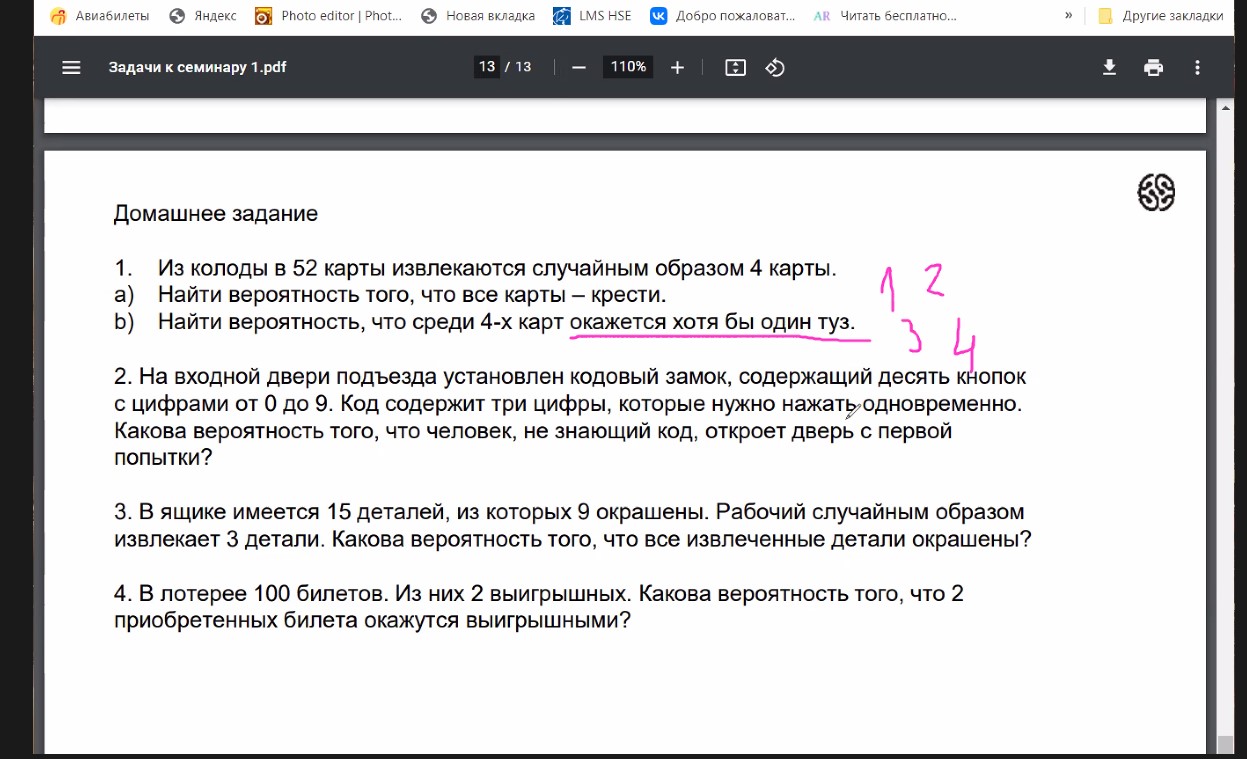 Авиабилеты Яндекс Photo editor | Phot... Новая вкладка LMS HSE Добро пожаловат... AR Читать бесплатно... » Другие закладки
Задачи к семинару 1.pdf 13 / 13 — 110% +
Домашнее задание
1. Из колоды в 52 карты извлекаются случайным образом 4 карты.
a) Найти вероятность того, что все карты – крести.
b) Найти вероятность, что среди 4-х карт окажется хотя бы один туз.
1 2
3 4
2. На входной двери подъезда установлен кодовый замок, содержащий десять кнопок
с цифрами от 0 до 9. Код содержит три цифры, которые нужно нажать одновременно.
Какова вероятность того, что человек, не знающий код, откроет дверь с первой
попытки?
3. В ящике имеется 15 деталей, из которых 9 окрашены. Рабочий случайным образом
извлекает 3 детали. Какова вероятность того, что все извлеченные детали окрашены?
4. В лотерее 100 билетов. Из них 2 выигрышных. Какова вероятность того, что 2
приобретенных билета окажутся выигрышными?